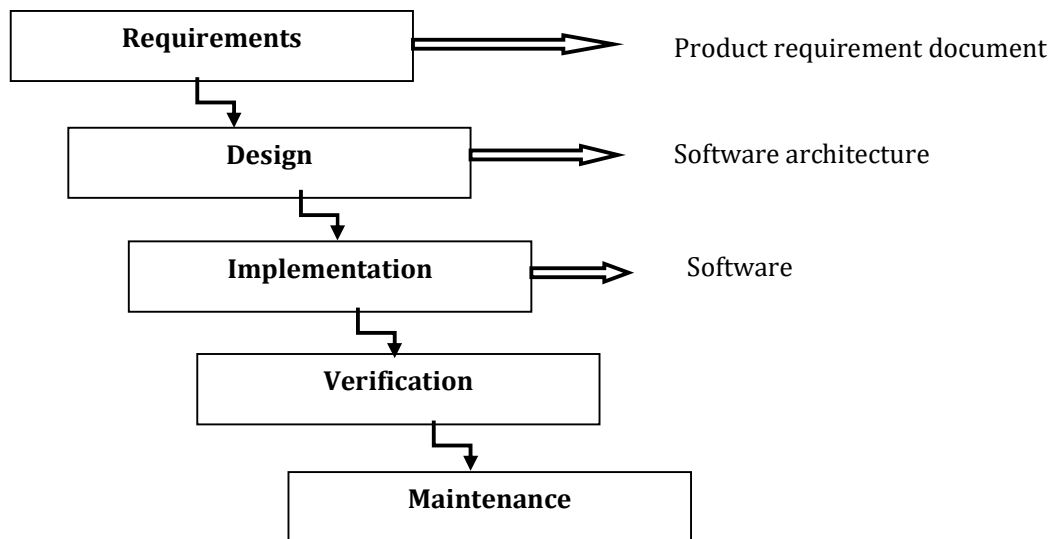 Requirements
Product requirement document
Design
Software architecture
Implementation
Software
Verification
Maintenance